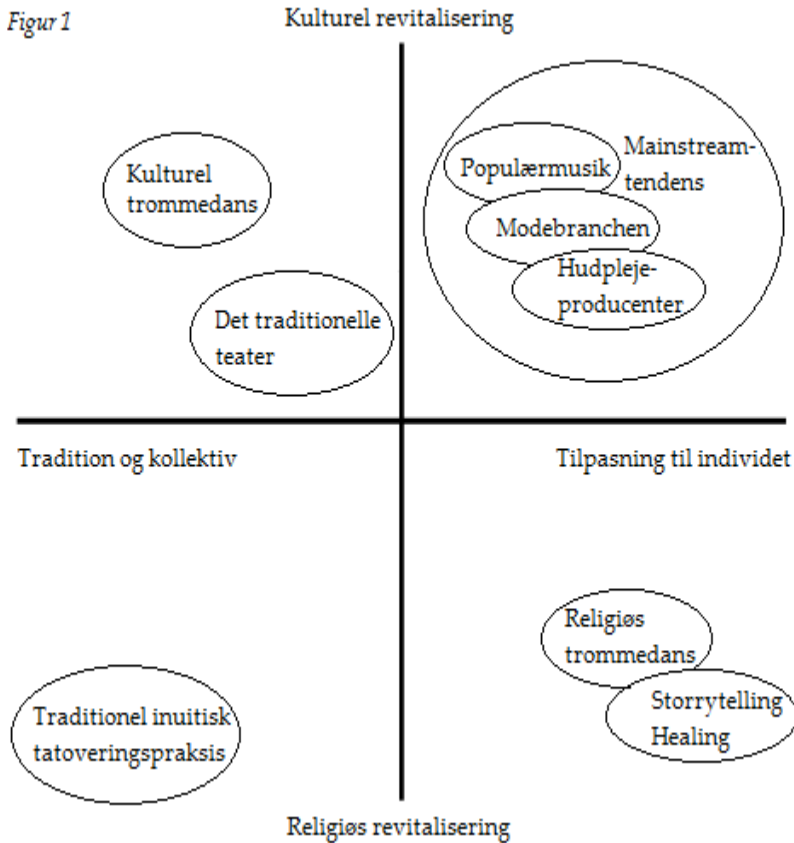 Figur 1
Kulturel revitalisering
Kulturel
trommedans
Populærmusik
Mainstream-
tendens
Modebranchen
Hudpleje-
producenter
Det traditionelle
teater
Tradition og kollektiv
Tilpasning til individet
Religiøs
trommedans
Storrytelling
Healing
Traditionel inuitisk
tatoveringspraksis
Religiøs revitalisering